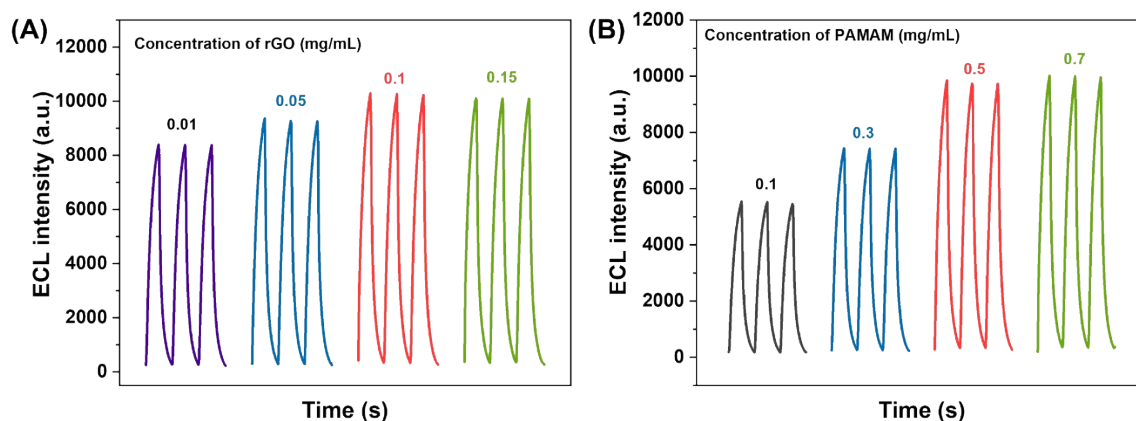 (A)
Concentration of rGO (mg/mL)
0.01
0.05
0.1
0.15
12000
10000
8000
6000
4000
2000
0
ECL intensity (a.u.)
Time (s)
(B)
Concentration of PAMAM (mg/mL)
0.1
0.3
0.5
0.7
12000
10000
8000
6000
4000
2000
0
ECL intensity (a.u.)
Time (s)